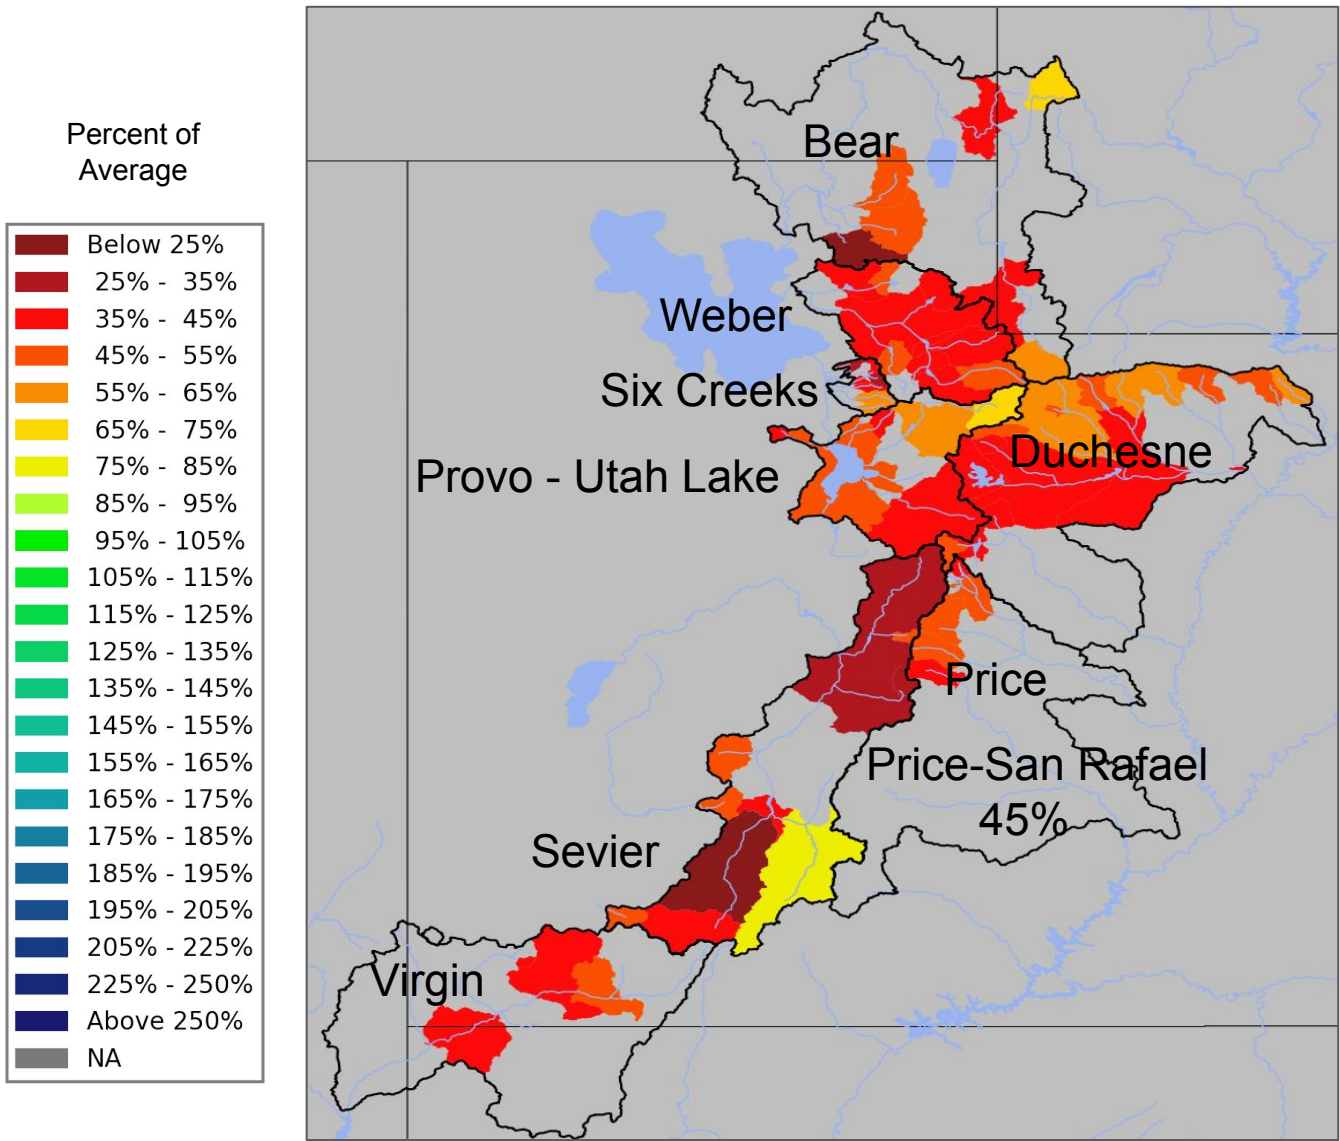 Percent of
Average
Below 25%
25% - 35%
35% - 45%
45% - 55%
55% - 65%
65% - 75%
75% - 85%
85% - 95%
95% - 105%
105% - 115%
115% - 125%
125% - 135%
135% - 145%
145% - 155%
155% - 165%
165% - 175%
175% - 185%
185% - 195%
195% - 205%
205% - 225%
225% - 250%
Above 250%
NA
Bear
Weber
Six Creeks
Duchesne
Provo - Utah Lake
Price
Price-San Rafael
45%
Sevier
Virgin